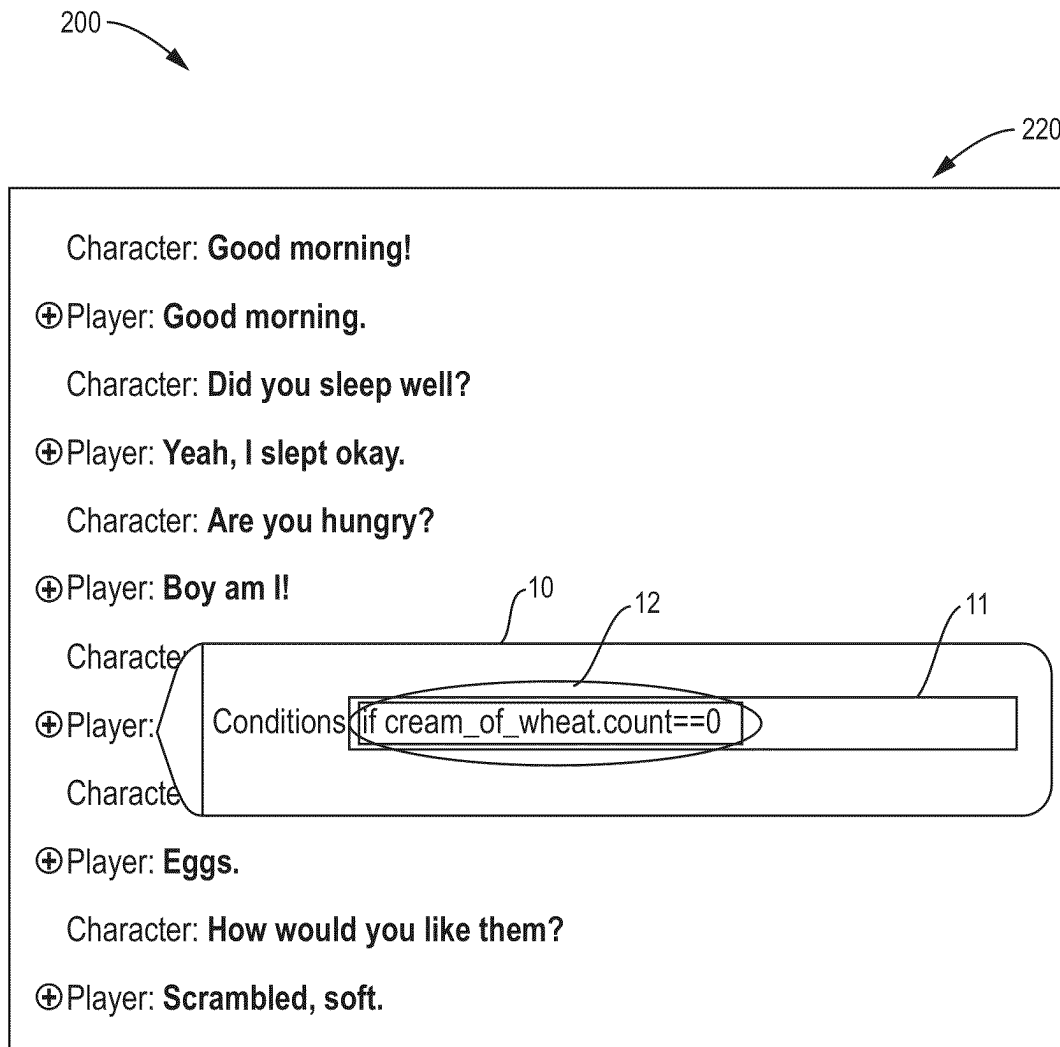 200
220
Character: Good morning!
Player: Good morning.
Character: Did you sleep well?
Player: Yeah, I slept okay.
Character: Are you hungry?
Player: Boy am I!
10
12
11
Player:
Conditions if cream_of_wheat.count==0
Player: Eggs.
Character: How would you like them?
Player: Scrambled, soft.